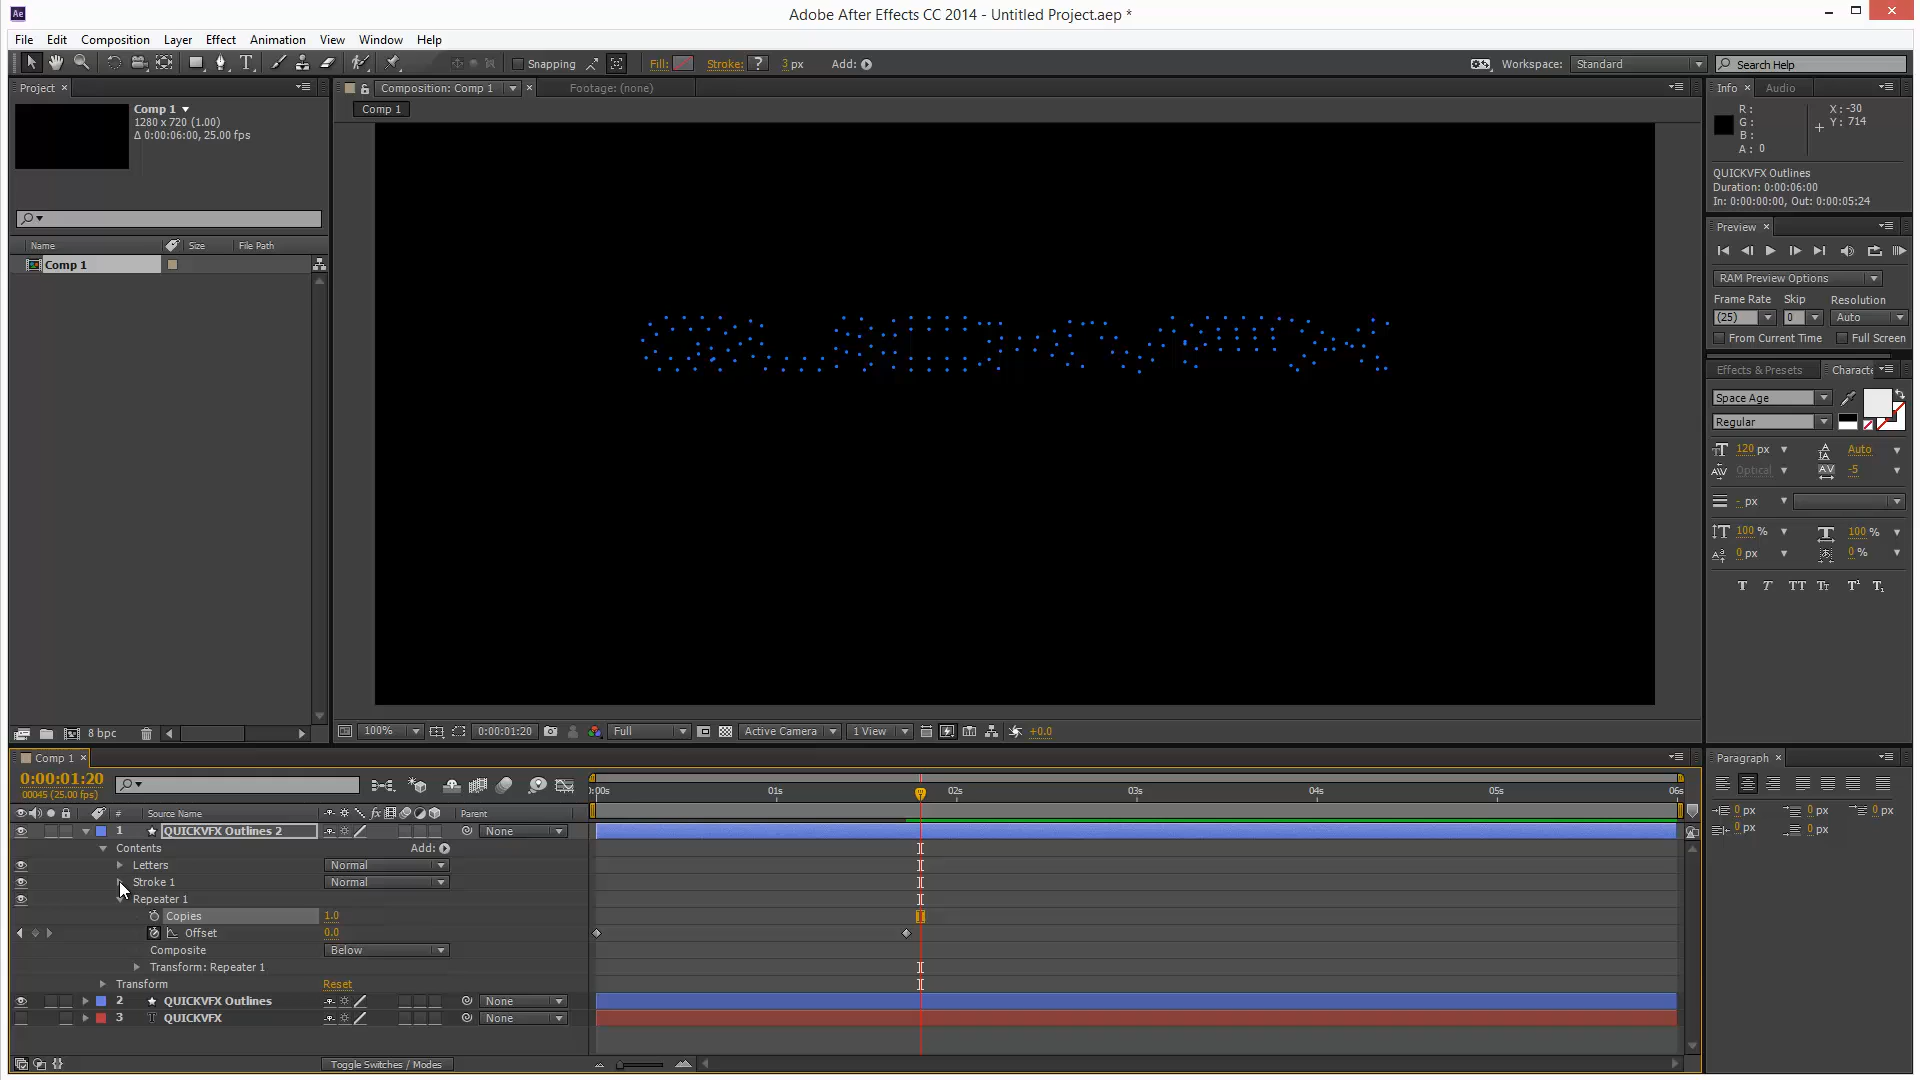 Ae
Adobe After Effects CC 2014 - Untitled Project.aep *
File Edit Composition Layer Effect Animation View Window Help
T Snapping Fill: Stroke: ? 3 px Add: Workspace: Standard Search Help
Project × Composition: Comp 1 × Footage: (none) Info × Audio
Comp 1
1280 x 720 (1.00)
Δ 0:00:06:00, 25.00 fps
Comp 1
R:
G:
B:
A: 0
X: -30
Y: 714
QUICKVFX Outlines
Duration: 0:00:06:00
In: 0:00:00:00, Out: 0:00:05:24
Name Size File Path
Comp 1
Preview ×
RAM Preview Options
Frame Rate Skip Resolution
(25) 0 Auto
From Current Time Full Screen
Effects & Presets Characte
Space Age
Regular
120 px Auto
Optical -5
- px
100 % 100 %
0 px 0 %
T T TT Tr T¹ T₁
8 bpc 100% 0:00:01:20 Full Active Camera 1 View +0.0
Comp 1 ×
0:00:01:20
00045 (25.00 fps)
:00s 01s 02s 03s 04s 05s 06s
# Source Name fx Parent
1 QUICKVFX Outlines 2 None
Contents Add:
Letters Normal
Stroke 1 Normal
Repeater 1
Copies 1.0
Offset 0.0
Composite Below
Transform: Repeater 1
Transform Reset
2 QUICKVFX Outlines None
3 T QUICKVFX None
Toggle Switches / Modes
Paragraph ×
0 px 0 px 0 px
0 px 0 px